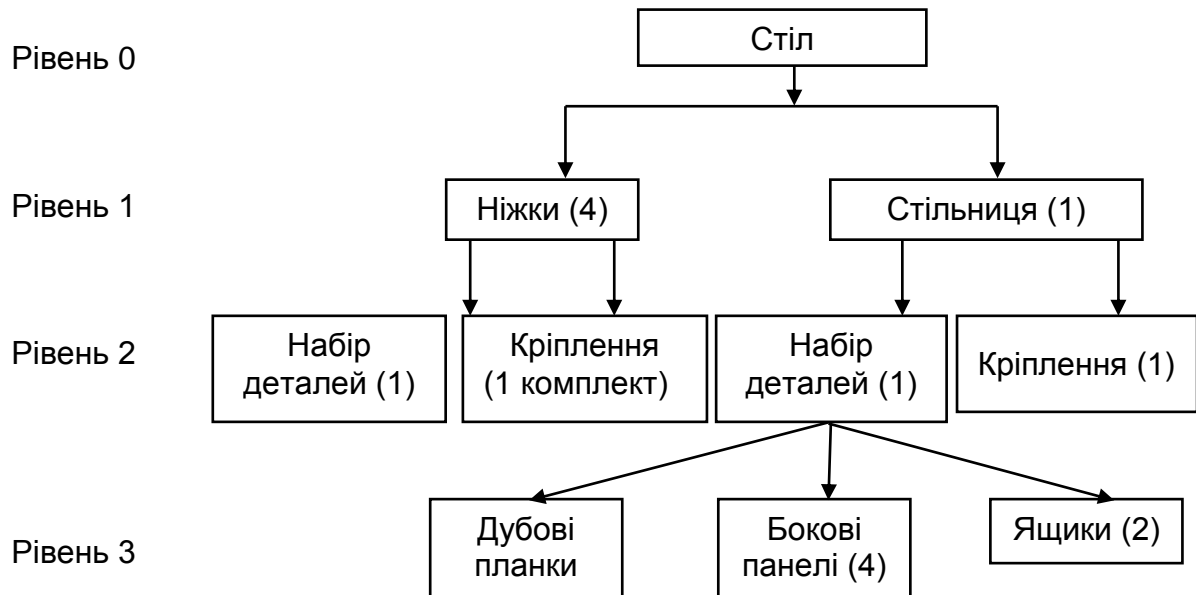 Рівень 0
Стіл
Рівень 1
Ніжки (4)
Стільниця (1)
Рівень 2
Набір
деталей (1)
Кріплення
(1 комплект)
Набір
деталей (1)
Кріплення (1)
Рівень 3
Дубові
планки
Бокові
панелі (4)
Ящики (2)